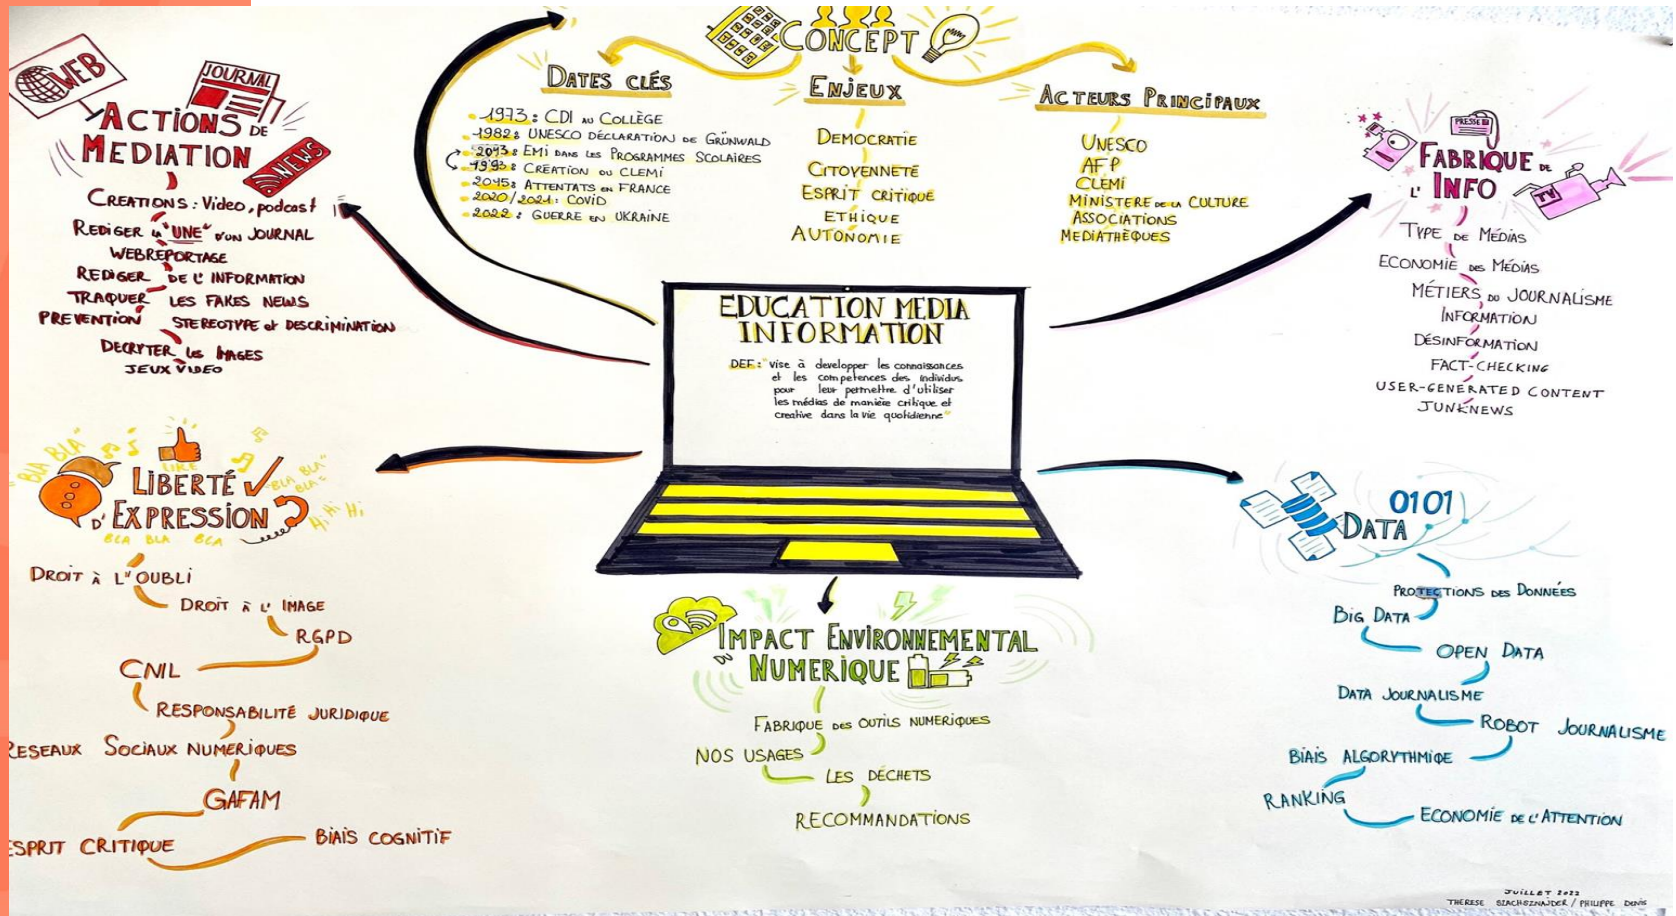 CONCEPT
DATES CLÉS
1973 : CDI AU COLLÈGE
1982 : UNESCO DÉCLARATION DE GRÜNWALD
2013 : EMI DANS LES PROGRAMMES SCOLAIRES
1983 : CRÉATION DU CLEMI
2015 : ATTENTATS EN FRANCE
2020/2021 : COVID
2022 : GUERRE EN UKRAINE
ENJEUX
DEMOCRATIE
CITOYENNETÉ
ESPRIT CRITIQUE
ETHIQUE
AUTONOMIE
ACTEURS PRINCIPAUX
UNESCO
AFP
CLEMI
MINISTERE DE LA CULTURE
ASSOCIATIONS
MEDIATHÈQUES
WEB
JOURNAL
NEWS
ACTIONS DE
MEDIATION
CREATIONS : Video, podcast
REDIGER LA "UNE" D'UN JOURNAL
WEBREPORTAGE
REDIGER DE L'INFORMATION
TRAQUER LES FAKES NEWS
PREVENTION STEREOTYPE et DESCRIMINATION
DECRYTER les IMAGES
JEUX VIDEO
PRESSE
TV
FABRIQUE DE
L'INFO
TYPE DE MÉDIAS
ECONOMIE DES MÉDIAS
MÉTIERS DU JOURNALISME
INFORMATION
DÉSINFORMATION
FACT-CHECKING
USER-GENERATED CONTENT
JUNKNEWS
EDUCATION MEDIA
INFORMATION
DEF : "vise à developper les connaissances
et les competences des individus
pour leur permettre d'utiliser
les médias de manière critique et
creative dans la vie quotidienne"
BLA BLA"
LIKE
"BLA
BLA
BLA"
LIBERTÉ
D'EXPRESSION
Hi Hi Hi
BLA BLA BLA
DROIT À L'OUBLI
DROIT À L'IMAGE
RGPD
CNIL
RESPONSABILITÉ JURIDIQUE
RESEAUX SOCIAUX NUMERIQUES
GAFAM
ESPRIT CRITIQUE
BIAIS COGNITIF
IMPACT ENVIRONNEMENTAL
DU NUMERIQUE
FABRIQUE DES OUTILS NUMERIQUES
NOS USAGES
LES DÉCHETS
RECOMMANDATIONS
0101
DATA
PROTECTIONS DES DONNÉES
BIG DATA
OPEN DATA
DATA JOURNALISME
ROBOT JOURNALISME
BIAIS ALGORYTHMIQE
RANKING
ECONOMIE DE L'ATTENTION
JUILLET 2022
THERESE / PHILIPPE DENIS